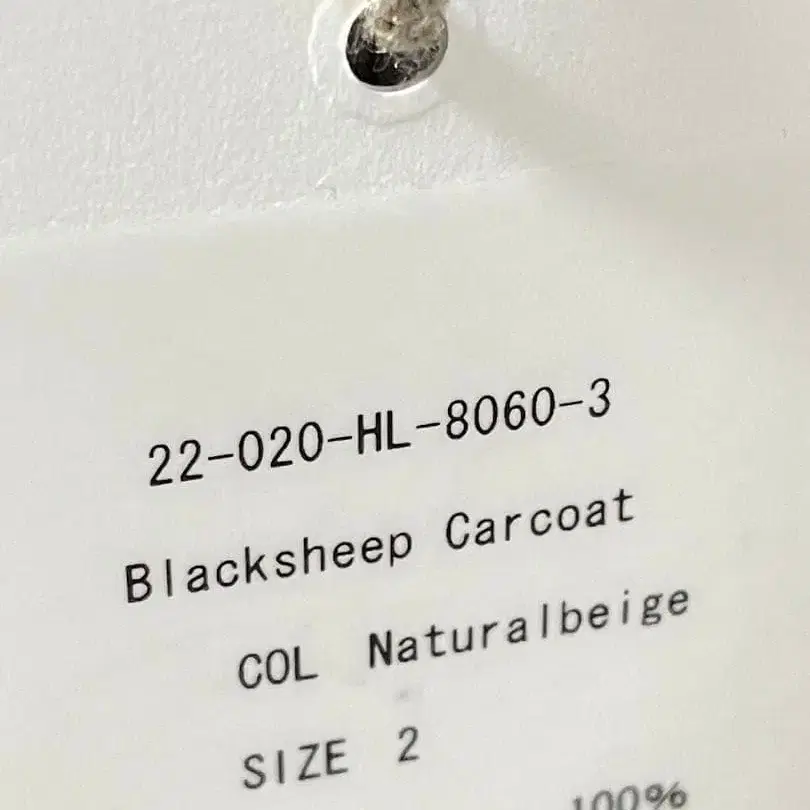 22-020-HL-8060-3
Blacksheep Carcoat
COL Naturalbeige
SIZE 2
100%